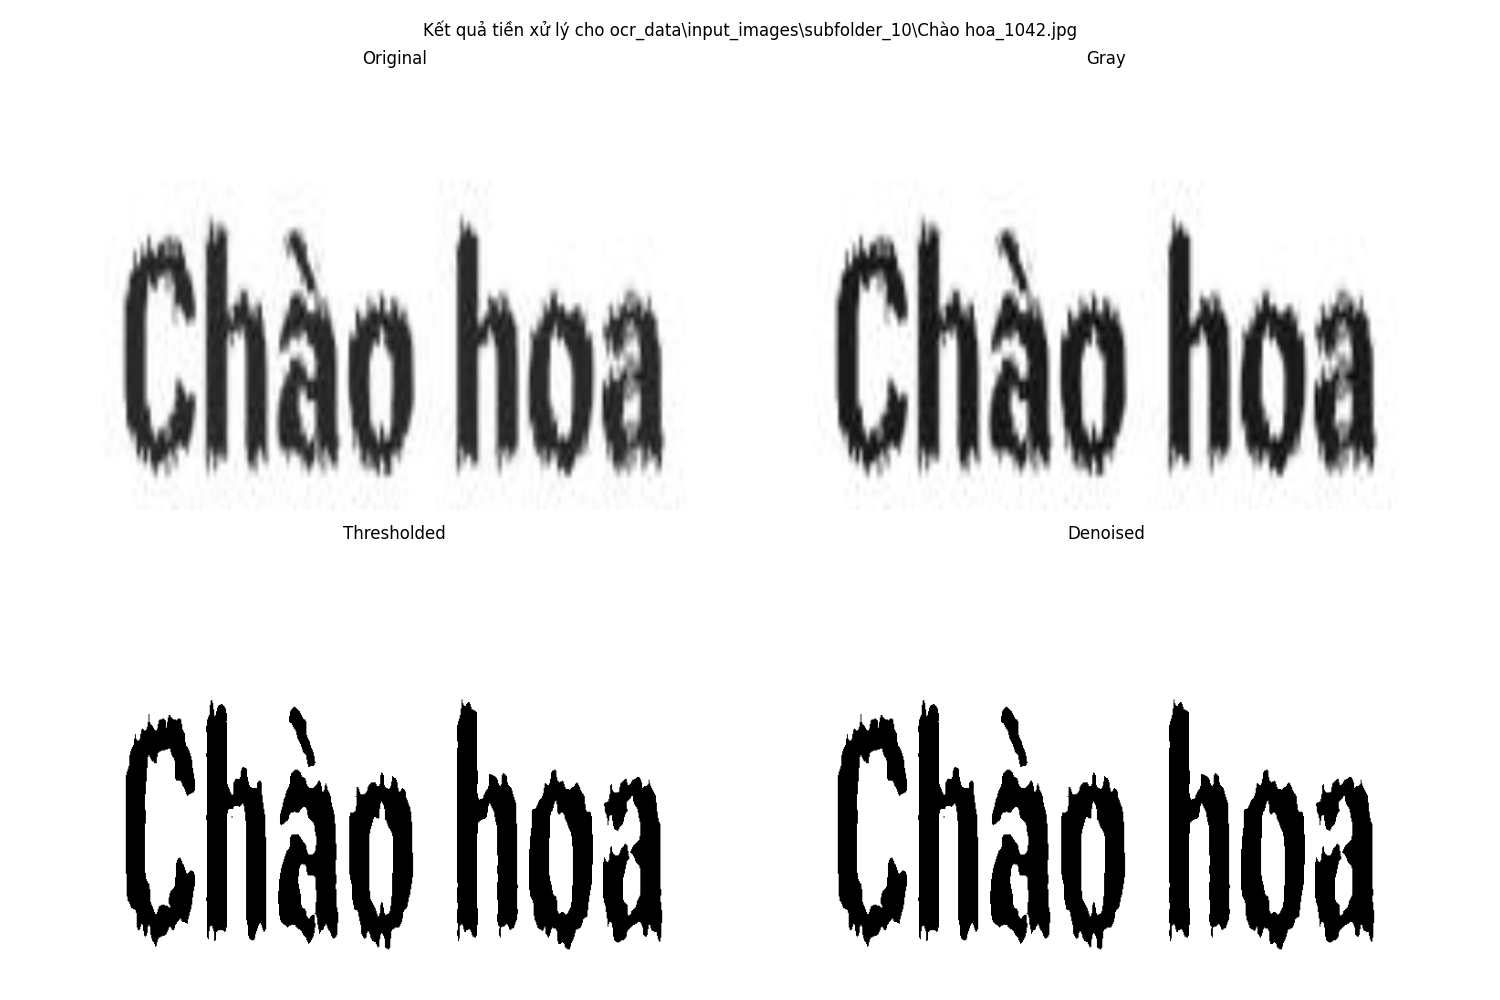 Kết quả tiền xử lý cho ocr_data\input_images\subfolder_10\Chào hoa_1042.jpg
Original
Gray
Chào hoa
Chào hoa
Thresholded
Denoised
Chào hoa
Chào hoa